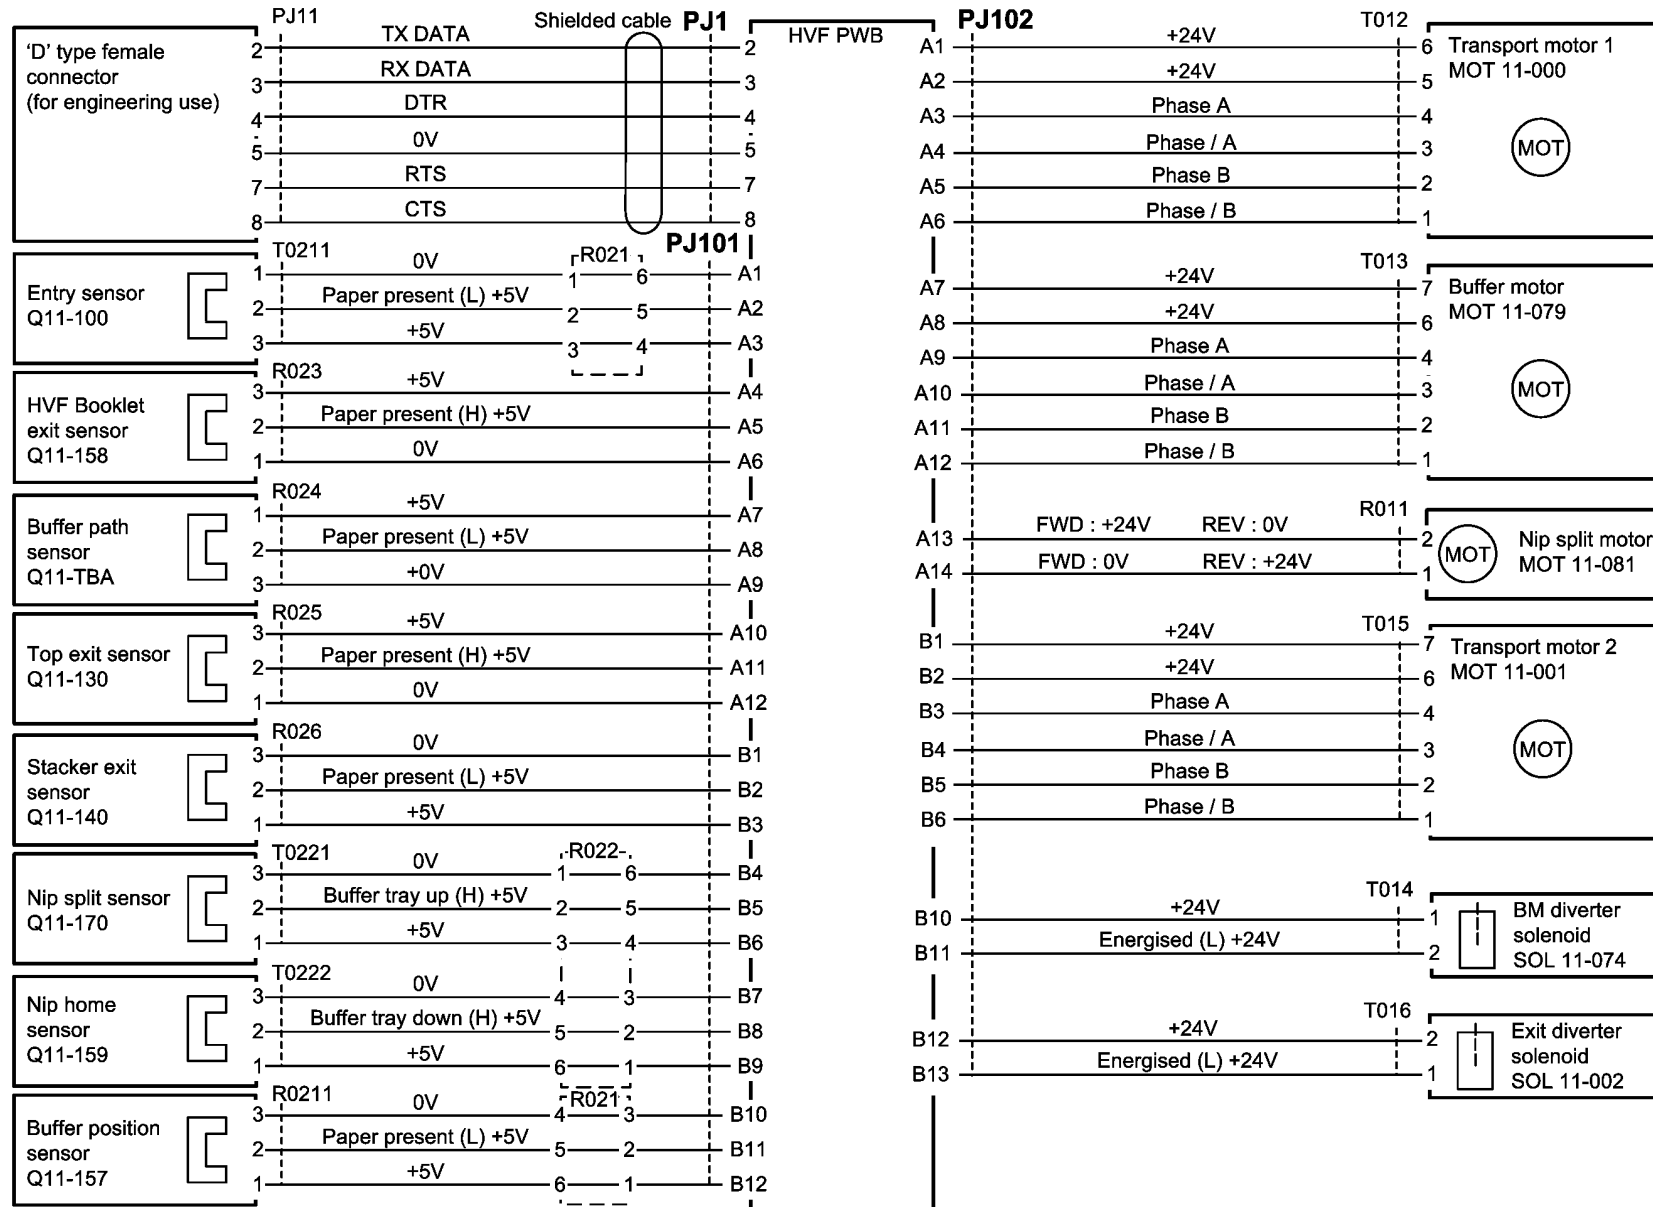 PJ11 Shielded cable PJ1
'D' type female
connector
(for engineering use)
2 TX DATA 2
3 RX DATA 3
4 DTR 4
5 0V 5
7 RTS 7
8 CTS 8
PJ101
T0211 R021
Entry sensor
Q11-100
1 0V 1 6 A1
2 Paper present (L) +5V 2 5 A2
3 +5V 3 4 A3
R023
HVF Booklet
exit sensor
Q11-158
3 +5V A4
2 Paper present (H) +5V A5
1 0V A6
R024
Buffer path
sensor
Q11-TBA
1 +5V A7
2 Paper present (L) +5V A8
3 +0V A9
R025
Top exit sensor
Q11-130
3 +5V A10
2 Paper present (H) +5V A11
1 0V A12
R026
Stacker exit
sensor
Q11-140
3 0V B1
2 Paper present (L) +5V B2
1 +5V B3
T0221 R022
Nip split sensor
Q11-170
3 0V 1 6 B4
2 Buffer tray up (H) +5V 2 5 B5
1 +5V 3 4 B6
T0222
Nip home
sensor
Q11-159
3 0V 4 3 B7
2 Buffer tray down (H) +5V 5 2 B8
1 +5V 6 1 B9
R0211 R021
Buffer position
sensor
Q11-157
3 0V 4 3 B10
2 Paper present (L) +5V 5 2 B11
1 +5V 6 1 B12
HVF PWB
PJ102
T012
A1 +24V 6
A2 +24V 5
A3 Phase A 4
A4 Phase / A 3
A5 Phase B 2
A6 Phase / B 1
Transport motor 1
MOT 11-000
MOT
T013
A7 +24V 7
A8 +24V 6
A9 Phase A 4
A10 Phase / A 3
A11 Phase B 2
A12 Phase / B 1
Buffer motor
MOT 11-079
MOT
R011
A13 FWD : +24V REV : 0V 2
A14 FWD : 0V REV : +24V 1
MOT
Nip split motor
MOT 11-081
T015
B1 +24V 7
B2 +24V 6
B3 Phase A 4
B4 Phase / A 3
B5 Phase B 2
B6 Phase / B 1
Transport motor 2
MOT 11-001
MOT
T014
B10 +24V 1
B11 Energised (L) +24V 2
BM diverter
solenoid
SOL 11-074
T016
B12 +24V 2
B13 Energised (L) +24V 1
Exit diverter
solenoid
SOL 11-002